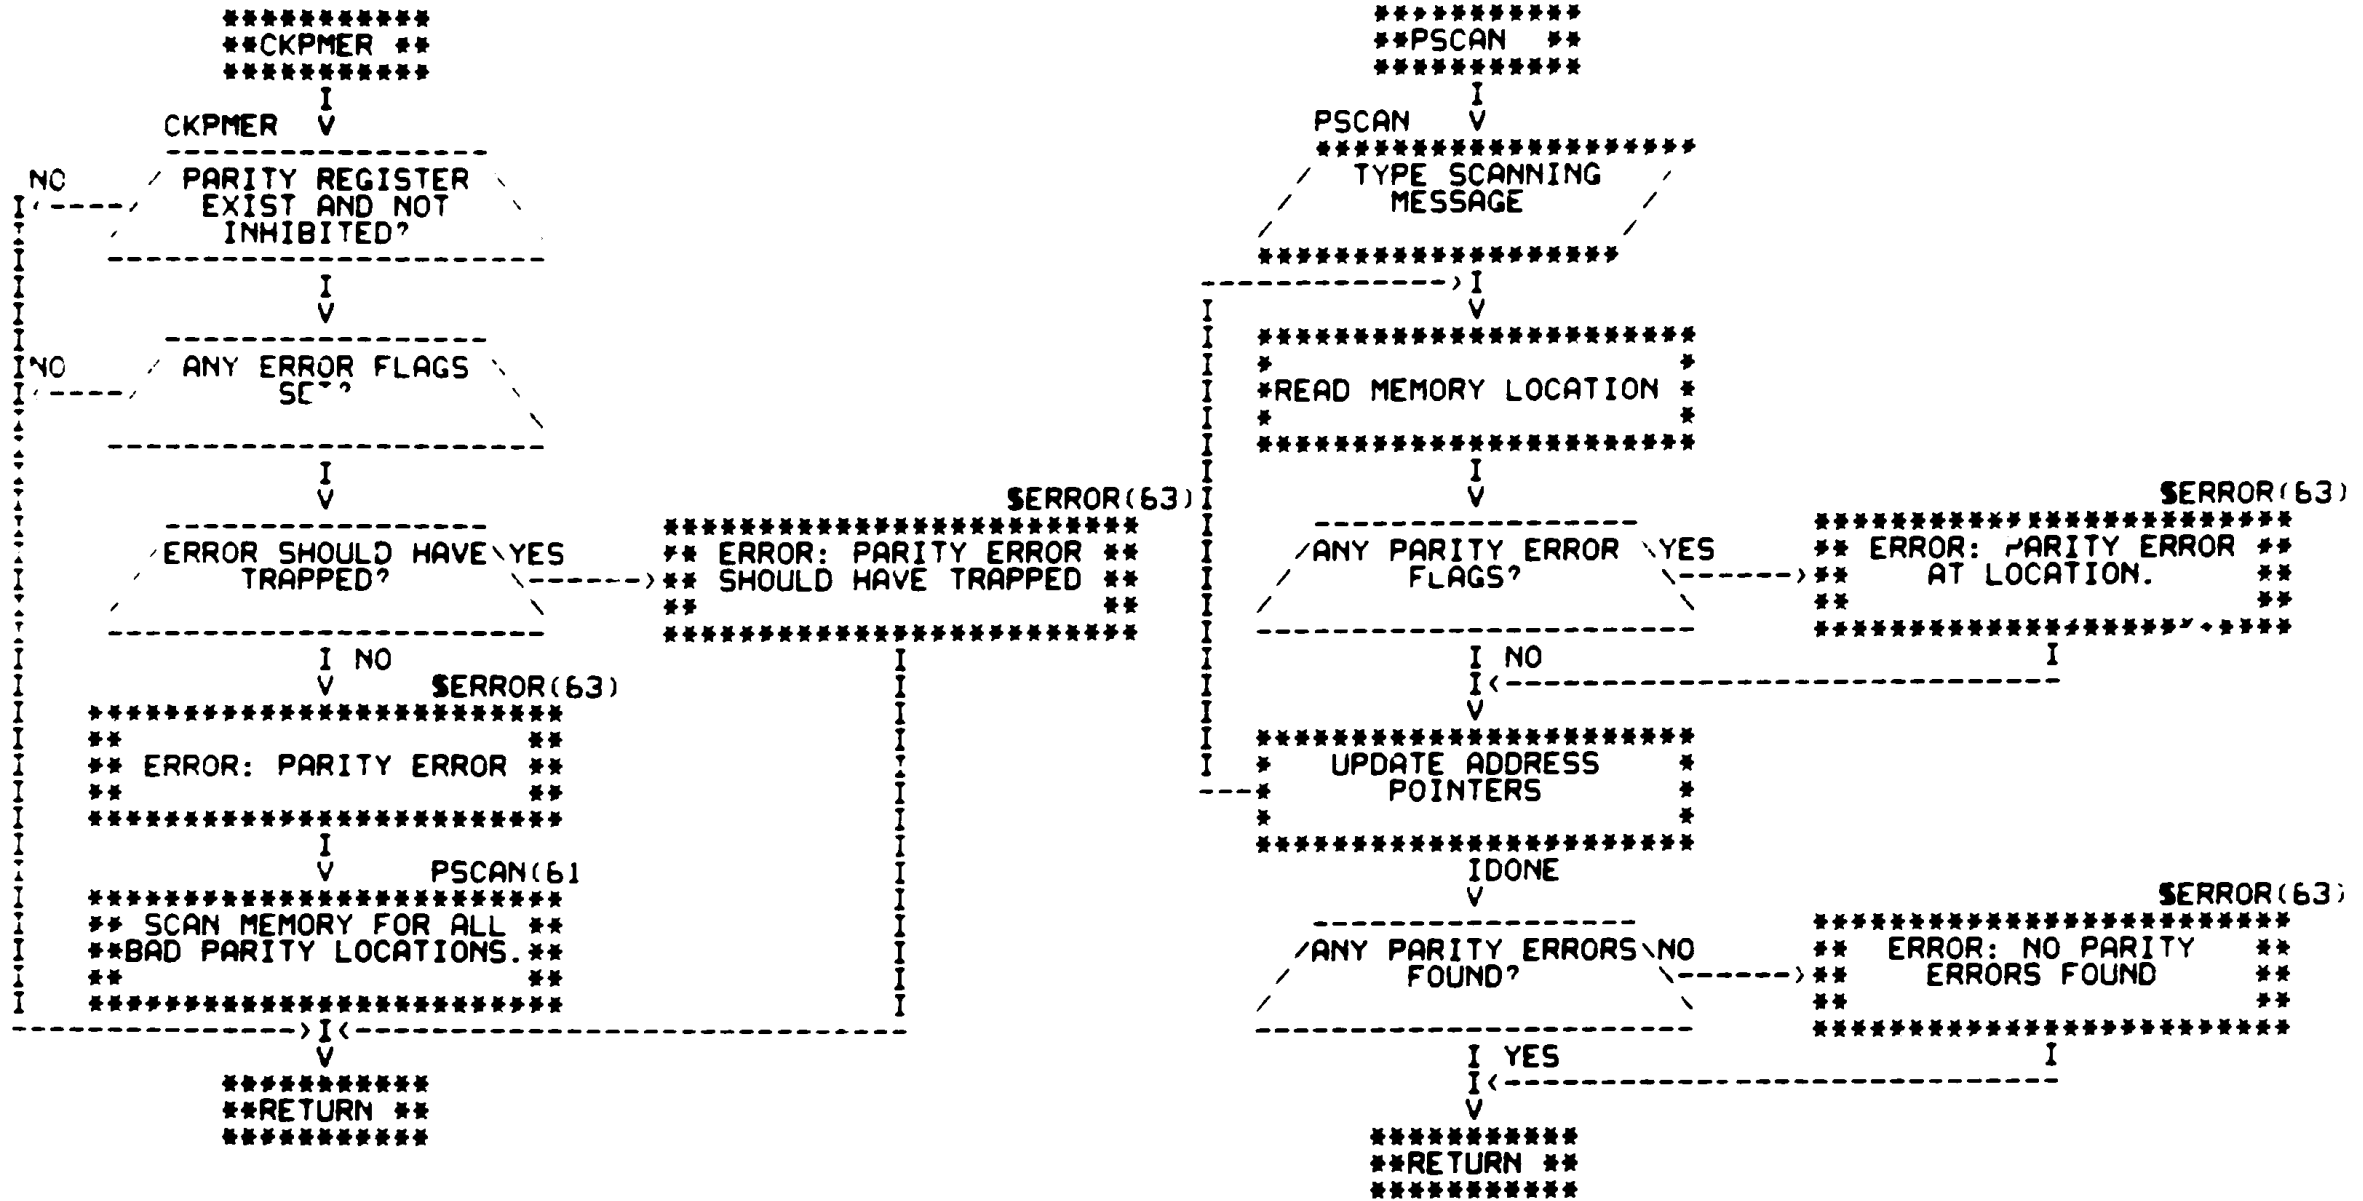 **CKPMER **
CKPMER
NO
PARITY REGISTER
EXIST AND NOT
INHIBITED?
NO
ANY ERROR FLAGS
ERROR SHOULD HAVE YES
TRAPPED?
$ERROR(63)
** ERROR: PARITY ERROR **
** SHOULD HAVE TRAPPED **
NO
$ERROR(63)
** ERROR: PARITY ERROR **
PSCAN(61
** SCAN MEMORY FOR ALL **
**BAD PARITY LOCATIONS.**
**RETURN **
**PSCAN **
PSCAN
TYPE SCANNING
MESSAGE
*READ MEMORY LOCATION *
ANY PARITY ERROR YES
FLAGS?
$ERROR(63)
** ERROR: PARITY ERROR **
** AT LOCATION. **
NO
UPDATE ADDRESS
POINTERS
DONE
ANY PARITY ERRORS NO
FOUND?
$ERROR(63)
** ERROR: NO PARITY **
** ERRORS FOUND **
YES
**RETURN **